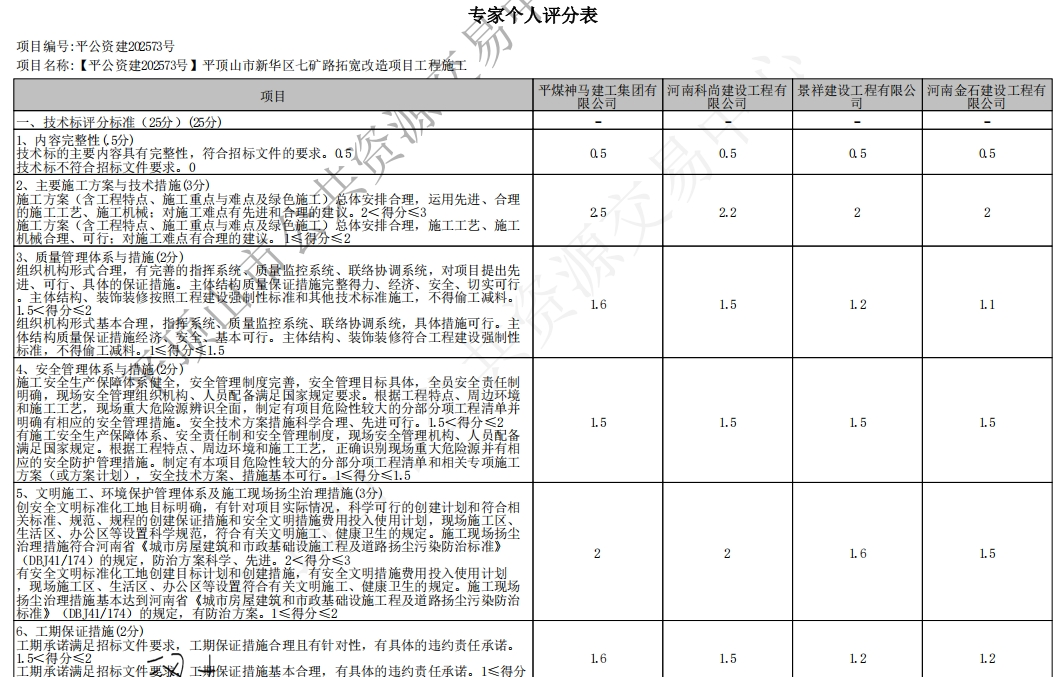 专家个人评分表
项目编号:平公资建202573号
项目名称:【平公资建202573号】平顶山市新华区七矿路拓宽改造项目工程施工
项目
平煤神马建工集团有限公司
河南科尚建设工程有限公司
景祥建设工程有限公司
河南金石建设工程有限公司
一、技术标评分标准（25分）(25分)
—
—
—
—
1、内容完整性(.5分)
技术标的主要内容具有完整性，符合招标文件的要求。0.5
技术标不符合招标文件要求。0
0.5
0.5
0.5
0.5
2、主要施工方案与技术措施(3分)
施工方案（含工程特点、施工重点与难点及绿色施工）总体安排合理，运用先进、合理
的施工工艺、施工机械；对施工难点有先进和合理的建议。2<得分≤3
施工方案（含工程特点、施工重点与难点及绿色施工）总体安排合理，施工工艺、施工
机械合理、可行；对施工难点有合理的建议。1≤得分≤2
2.5
2.2
2
2
3、质量管理体系与措施(2分)
组织机构形式合理，有完善的指挥系统、质量监控系统、联络协调系统，对项目提出先
进、可行、具体的保证措施。主体结构质量保证措施完整得力、经济、安全、切实可行
。主体结构、装饰装修按照工程建设强制性标准和其他技术标准施工，不得偷工减料。
1.5<得分≤2
组织机构形式基本合理，指挥系统、质量监控系统、联络协调系统，具体措施可行。主
体结构质量保证措施经济、安全、基本可行。主体结构、装饰装修符合工程建设强制性
标准，不得偷工减料。1≤得分≤1.5
1.6
1.5
1.2
1.1
4、安全管理体系与措施(2分)
施工安全生产保障体系健全，安全管理制度完善，安全管理目标具体，全员安全责任制
明确，现场安全管理组织机构、人员配备满足国家规定要求。根据工程特点、周边环境
和施工工艺，现场重大危险源辨识全面，制定有项目危险性较大的分部分项工程清单并
明确有相应的安全管理措施。安全技术方案措施科学合理、先进可行。1.5<得分≤2
有施工安全生产保障体系、安全责任制和安全管理制度，现场安全管理机构、人员配备
满足国家规定。根据工程特点、周边环境和施工工艺，正确识别现场重大危险源并有相
应的安全防护管理措施。制定有本项目危险性较大的分部分项工程清单和相关专项施工
方案（或方案计划），安全技术方案、措施基本可行。1≤得分≤1.5
1.5
1.5
1.5
1.5
5、文明施工、环境保护管理体系及施工现场扬尘治理措施(3分)
创安全文明标准化工地目标明确，有针对项目实际情况，科学可行的创建计划和符合相
关标准、规范、规程的创建保证措施和安全文明措施费用投入使用计划，现场施工区、
生活区、办公区等设置科学规范，符合有关文明施工、健康卫生的规定。施工现场扬尘
治理措施符合河南省《城市房屋建筑和市政基础设施工程及道路扬尘污染防治标准》
（DBJ41/174）的规定，防治方案科学、先进。2<得分≤3
有安全文明标准化工地创建目标计划和创建措施，有安全文明措施费用投入使用计划
，现场施工区、生活区、办公区等设置符合有关文明施工、健康卫生的规定。施工现场
扬尘治理措施基本达到河南省《城市房屋建筑和市政基础设施工程及道路扬尘污染防治
标准》（DBJ41/174）的规定，有防治方案。1≤得分≤2
2
2
1.6
1.5
6、工期保证措施(2分)
工期承诺满足招标文件要求，工期保证措施合理且有针对性，有具体的违约责任承诺。
1.5<得分≤2
工期承诺满足招标文件要求，工期保证措施基本合理，有具体的违约责任承诺。1≤得分
1.6
1.5
1.2
1.2
平顶山市公共资源交易中心
共资源交易中心